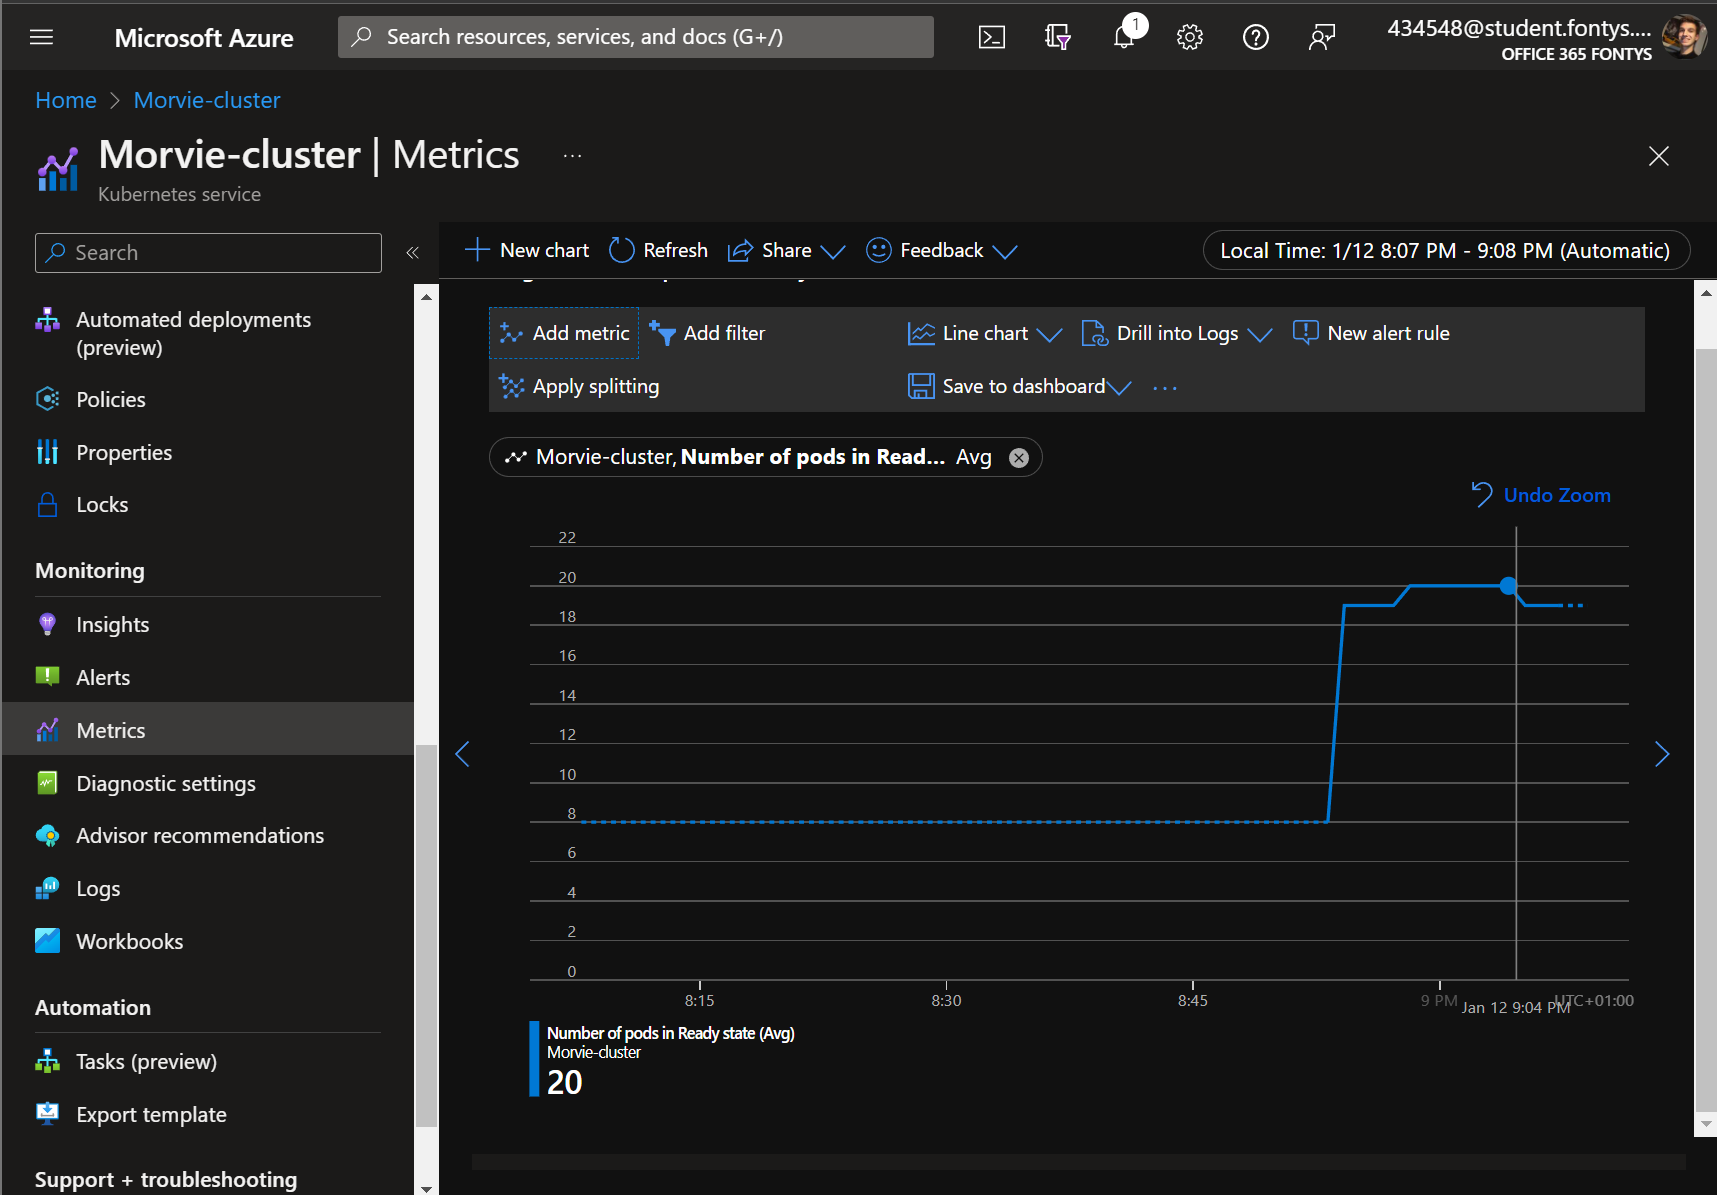 Microsoft Azure
Search resources, services, and docs (G+/)
1
434548@student.fontys....
OFFICE 365 FONTYS
Home > Morvie-cluster
Morvie-cluster | Metrics ...
Kubernetes service
Search
«
New chart
Refresh
Share
Feedback
Local Time: 1/12 8:07 PM - 9:08 PM (Automatic)
Automated deployments
(preview)
Policies
Properties
Locks
Monitoring
Insights
Alerts
Metrics
Diagnostic settings
Advisor recommendations
Logs
Workbooks
Automation
Tasks (preview)
Export template
Support + troubleshooting
Add metric
Add filter
Line chart
Drill into Logs
New alert rule
Apply splitting
Save to dashboard
...
Morvie-cluster, Number of pods in Read... Avg
Undo Zoom
22
20
18
16
14
12
10
8
6
4
2
0
8:15
8:30
8:45
9 PM
Jan 12 9:04 PM
UTC+01:00
Number of pods in Ready state (Avg)
Morvie-cluster
20